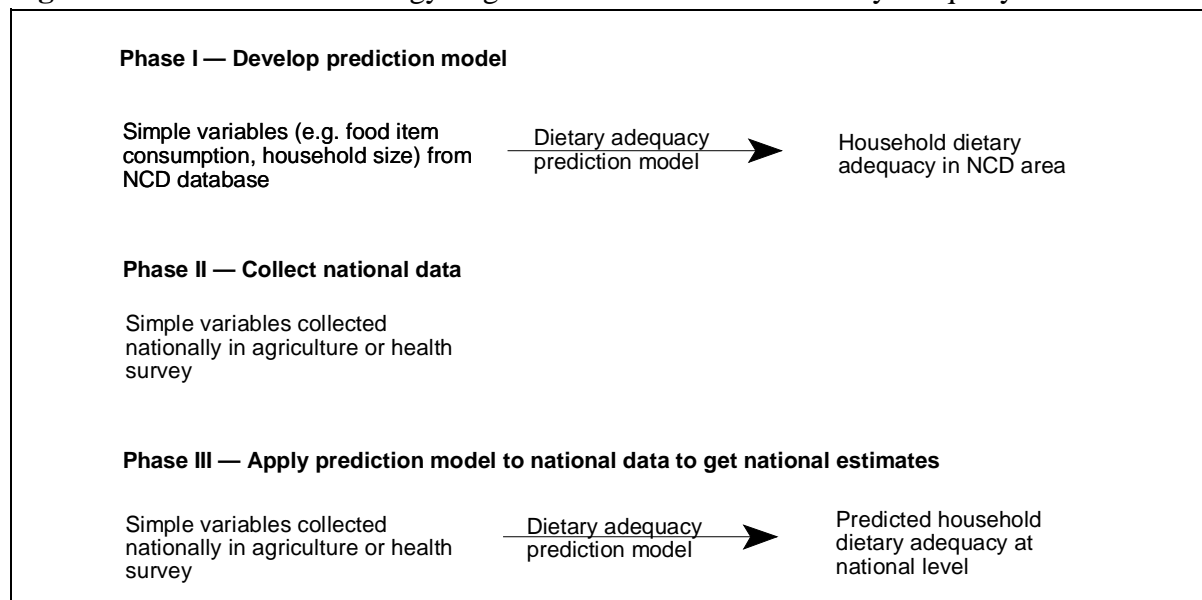 Phase I — Develop prediction model
Simple variables (e.g. food item
consumption, household size) from
NCD database
Dietary adequacy
prediction model
Household dietary
adequacy in NCD area
Phase II — Collect national data
Simple variables collected
nationally in agriculture or health
survey
Phase III — Apply prediction model to national data to get national estimates
Simple variables collected
nationally in agriculture or health
survey
Dietary adequacy
prediction model
Predicted household
dietary adequacy at
national level